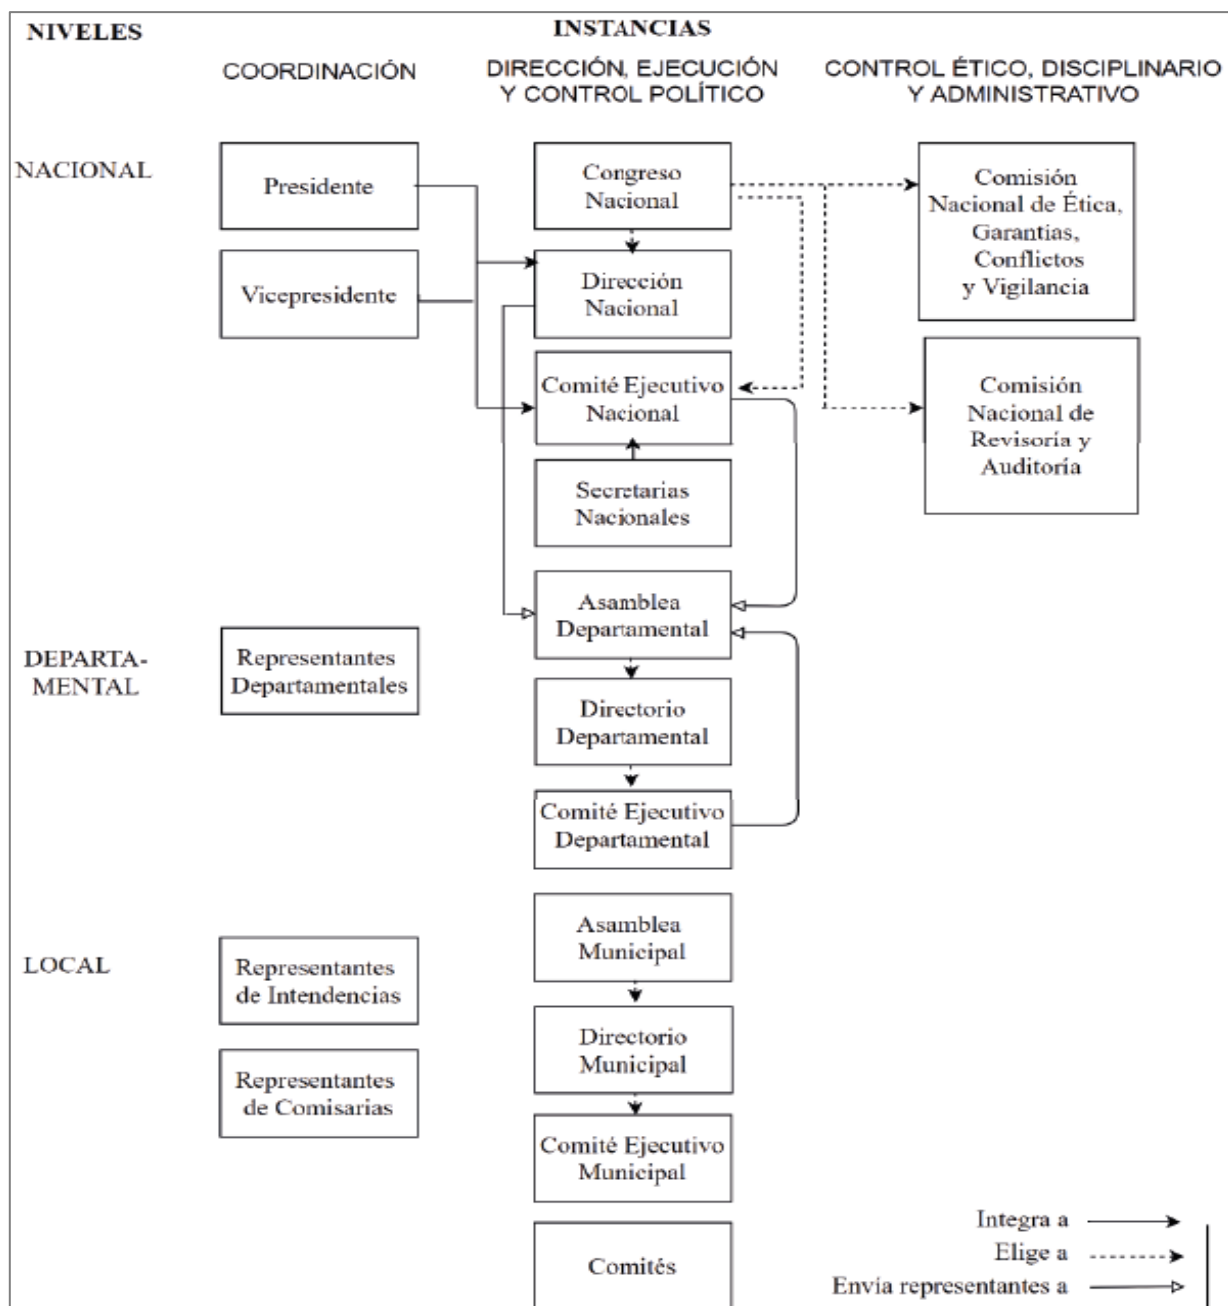 NIVELES
INSTANCIAS
COORDINACIÓN
DIRECCIÓN, EJECUCIÓN
Y CONTROL POLÍTICO
CONTROL ÉTICO, DISCIPLINARIO
Y ADMINISTRATIVO
NACIONAL
Presidente
Congreso
Nacional
Comisión
Nacional de Ética,
Garantias,
Conflictos
y Vigilancia
Vicepresidente
Dirección
Nacional
Comité Ejecutivo
Nacional
Comisión
Nacional de
Revisoría y
Auditoría
Secretarias
Nacionales
Asamblea
Departamental
DEPARTA-
MENTAL
Representantes
Departamentales
Directorio
Departamental
Comité Ejecutivo
Departamental
LOCAL
Asamblea
Municipal
Representantes
de Intendencias
Directorio
Municipal
Representantes
de Comisarias
Comité Ejecutivo
Municipal
Comités
Integra a
Elige a
Envía representantes a